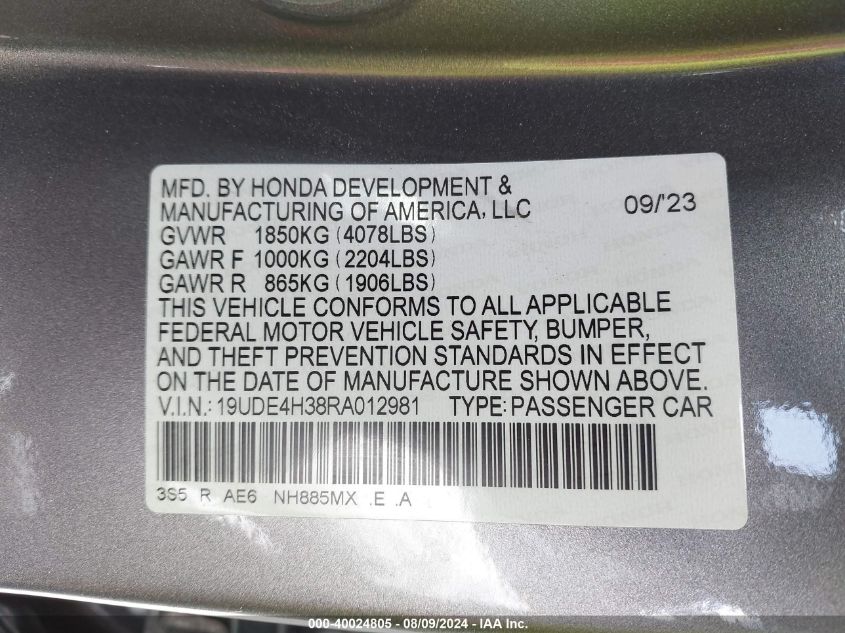 MFD. BY HONDA DEVELOPMENT &
MANUFACTURING OF AMERICA, LLC 09/'23
GVWR 1850KG (4078LBS)
GAWR F 1000KG (2204LBS)
GAWR R 865KG (1906LBS)
THIS VEHICLE CONFORMS TO ALL APPLICABLE
FEDERAL MOTOR VEHICLE SAFETY, BUMPER,
AND THEFT PREVENTION STANDARDS IN EFFECT
ON THE DATE OF MANUFACTURE SHOWN ABOVE.
V.I.N.: 19UDE4H38RA012981 TYPE: PASSENGER CAR
3S5 R AE6 NH885MX .E .A
000-40024805 - 08/09/2024 - IAA Inc.